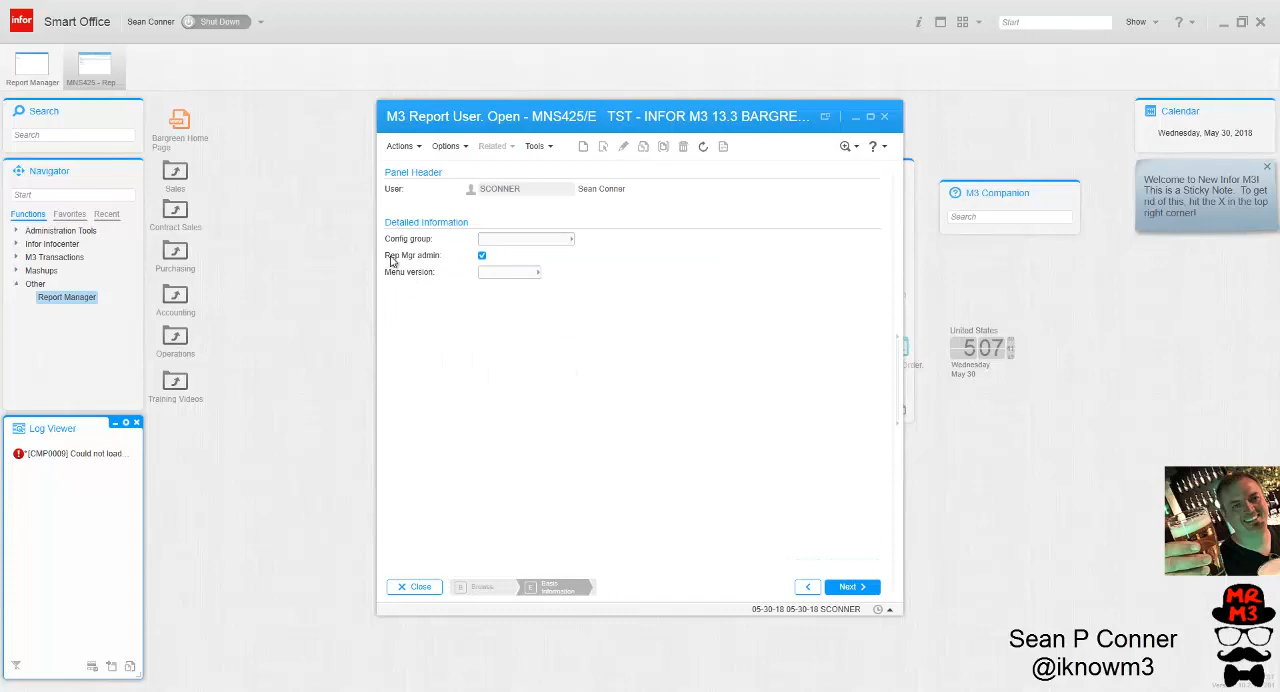 infor
Smart Office
Sean Conner
Shut Down
Start
Show
?
Report Manager
MNS425 - Rep...
Search
Search
Navigator
Start
Functions
Favorites
Recent
Administration Tools
Infor Infocenter
M3 Transactions
Mashups
Other
Report Manager
Bargreen Home
Page
Sales
Contract Sales
Purchasing
Accounting
Operations
Training Videos
Log Viewer
*[CMP0009] Could not load...
M3 Report User. Open - MNS425/E TST - INFOR M3 13.3 BARGRE...
Actions
Options
Related
Tools
?
Panel Header
User:
SCONNER
Sean Conner
Detailed Information
Config group:
Rep Mgr admin:
Menu version:
Close
B
Browse
E
Basic
Information
Next
05-30-18 05-30-18 SCONNER
M3 Companion
Search
Order.
United States
5 07
Wednesday
May 30
Calendar
Wednesday, May 30, 2018
Welcome to New Infor M3!
This is a Sticky Note. To get
rid of this, hit the X in the top
right corner!
MR
M3
Sean P Conner
@iknowm3